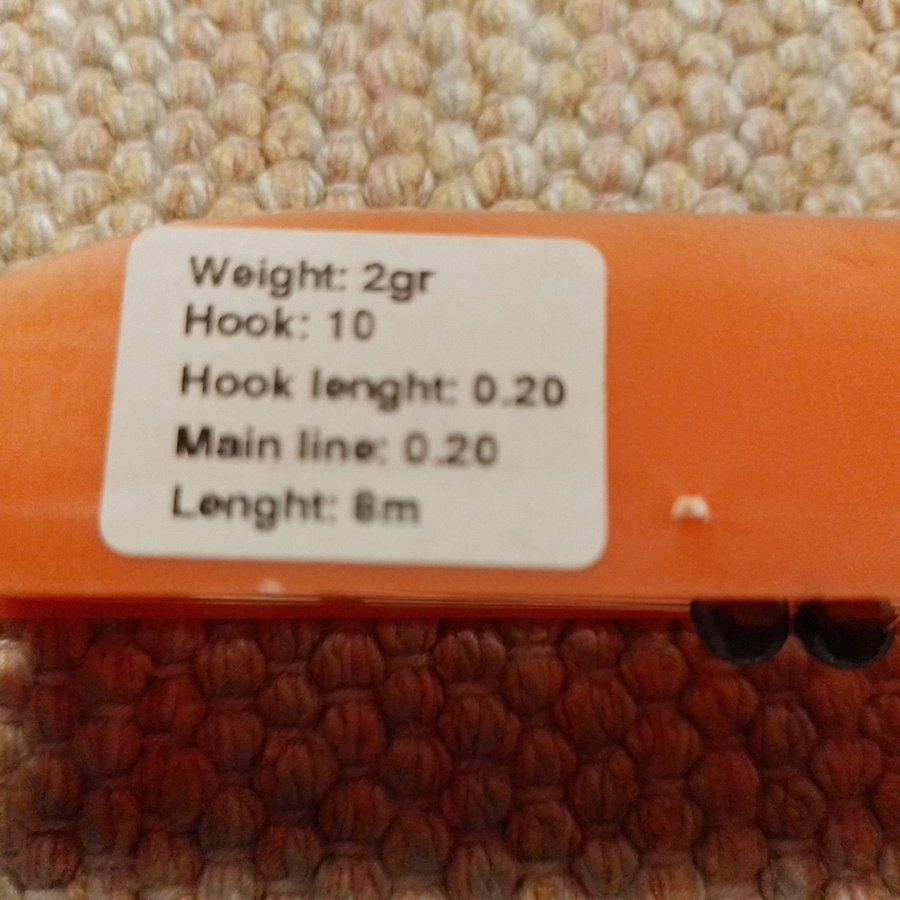 Weight: 2gr
Hook: 10
Hook lenght: 0.20
Main line: 0.20
Lenght: 8m